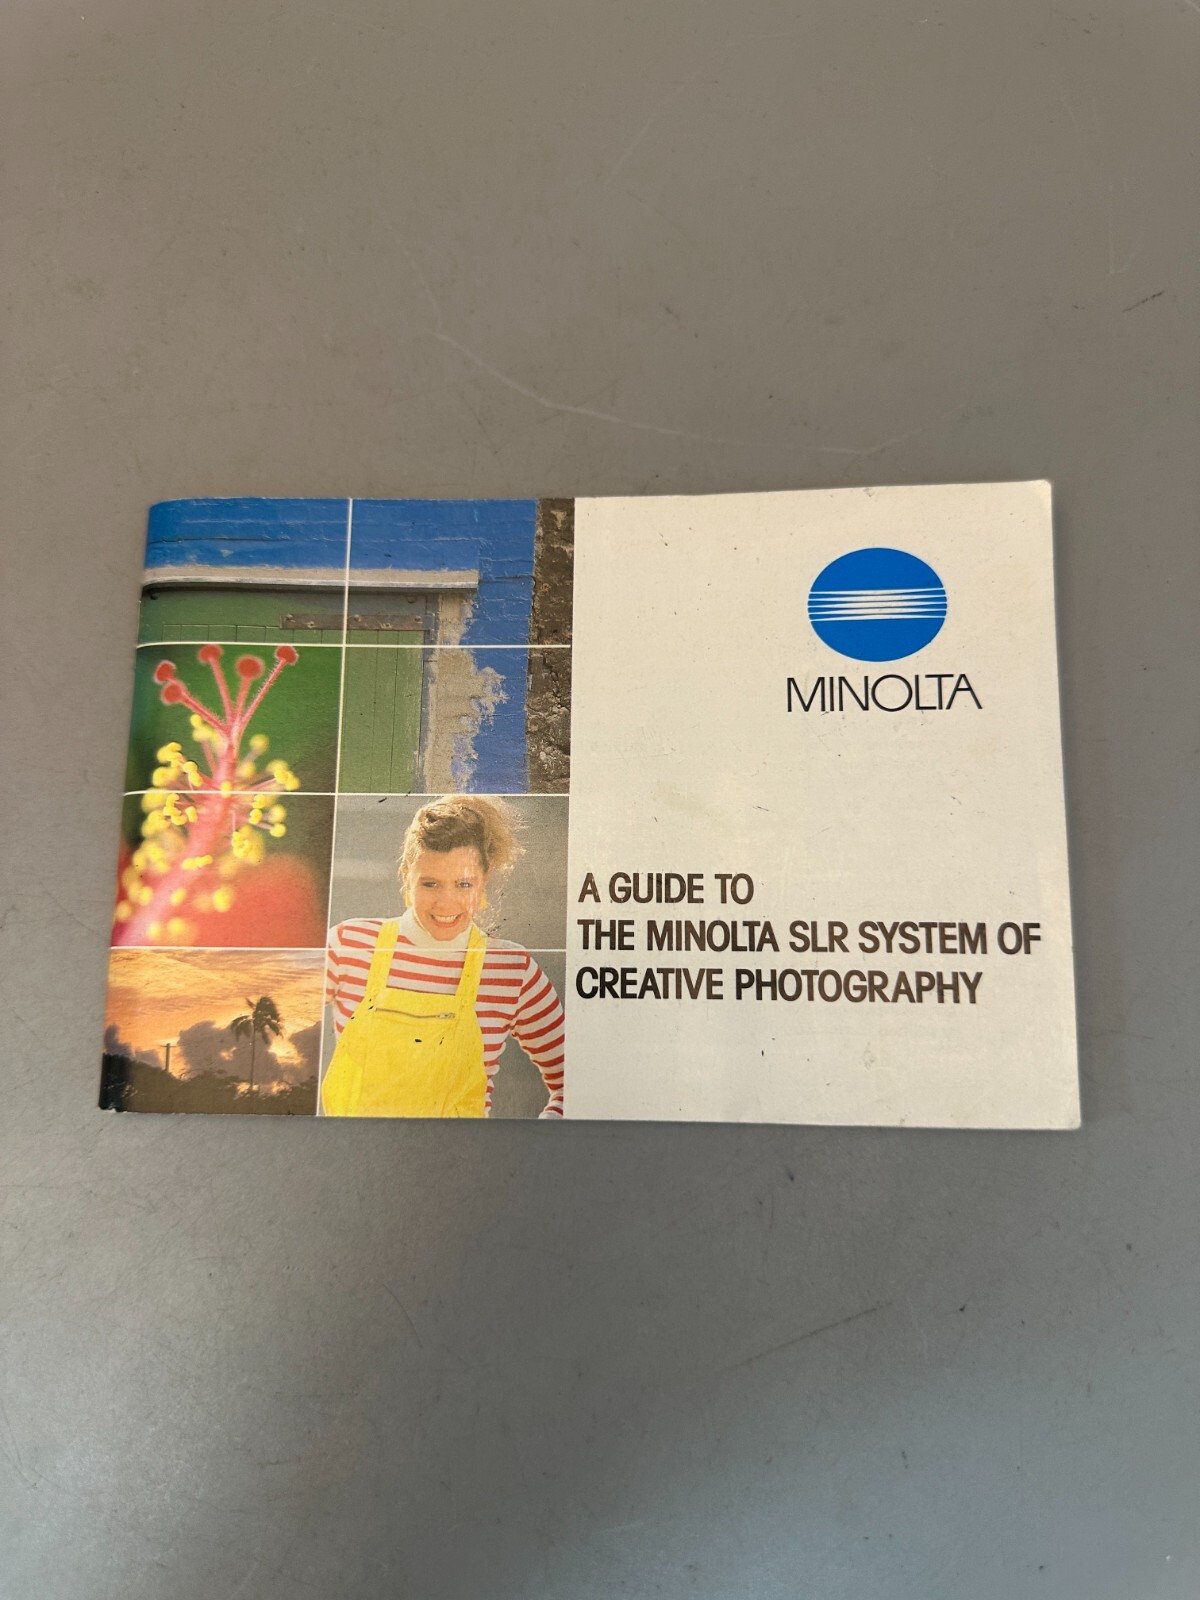 MINOLTA
A GUIDE TO
THE MINOLTA SLR SYSTEM OF
CREATIVE PHOTOGRAPHY